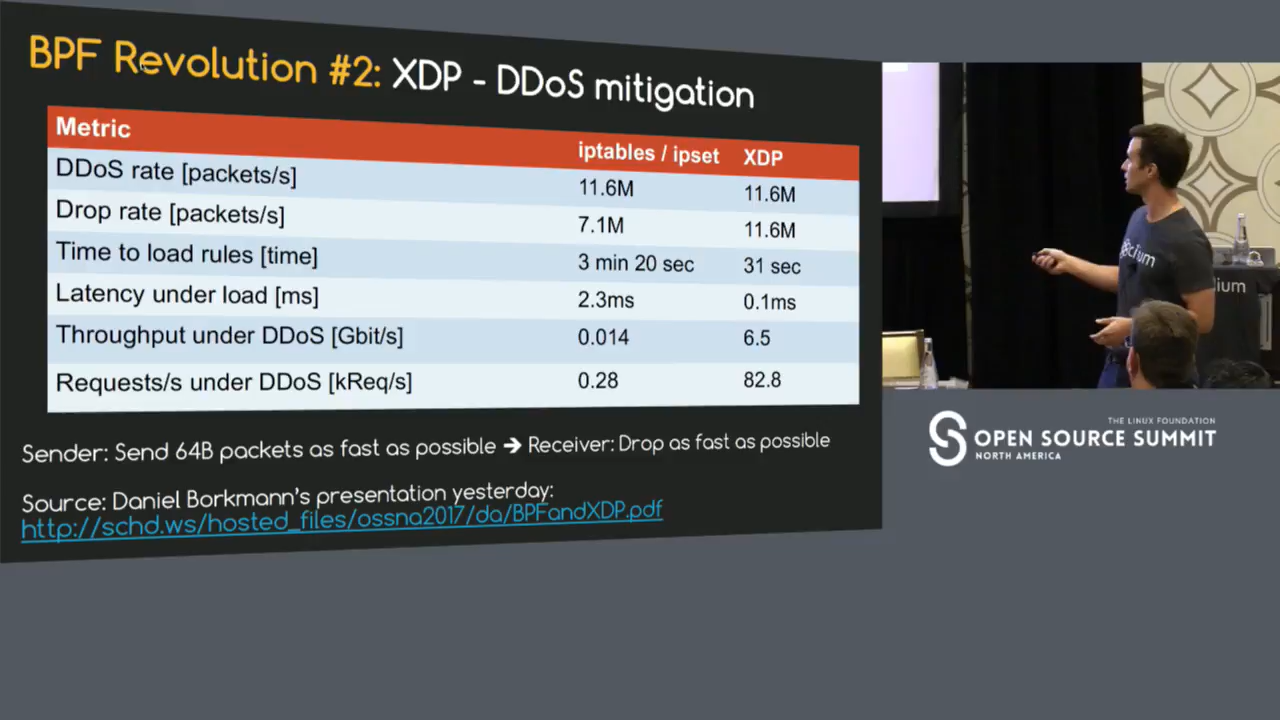 BPF Revolution #2: XDP - DDoS mitigation
Metric iptables / ipset XDP
DDoS rate [packets/s] 11.6M 11.6M
Drop rate [packets/s] 7.1M 11.6M
Time to load rules [time] 3 min 20 sec 31 sec
Latency under load [ms] 2.3ms 0.1ms
Throughput under DDoS [Gbit/s] 0.014 6.5
Requests/s under DDoS [kReq/s] 0.28 82.8
Sender: Send 64B packets as fast as possible ➔ Receiver: Drop as fast as possible
Source: Daniel Borkmann's presentation yesterday:
http://schd.ws/hosted_files/ossna2017/da/BPFandXDP.pdf
THE LINUX FOUNDATION
OPEN SOURCE SUMMIT
NORTH AMERICA